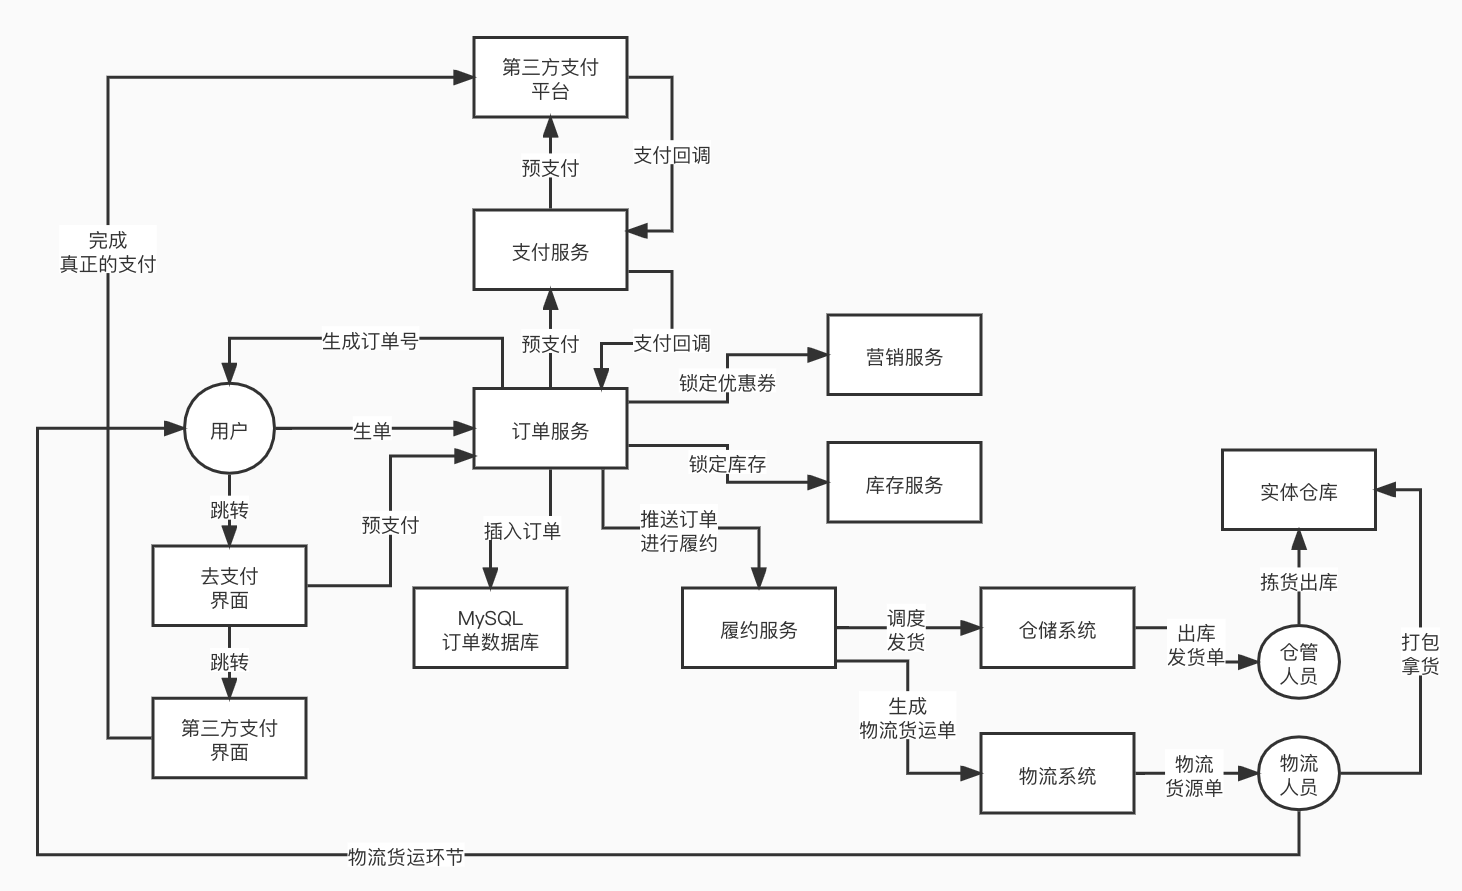 第三方支付
平台
预支付
支付回调
完成
真正的支付
支付服务
生成订单号
预支付
支付回调
营销服务
锁定优惠券
用户
生单
订单服务
锁定库存
库存服务
实体仓库
跳转
预支付
插入订单
推送订单
进行履约
去支付
界面
MySQL
订单数据库
履约服务
调度
发货
仓储系统
出库
发货单
拣货出库
仓管
人员
打包
拿货
跳转
第三方支付
界面
生成
物流货运单
物流系统
物流
货源单
物流
人员
物流货运环节